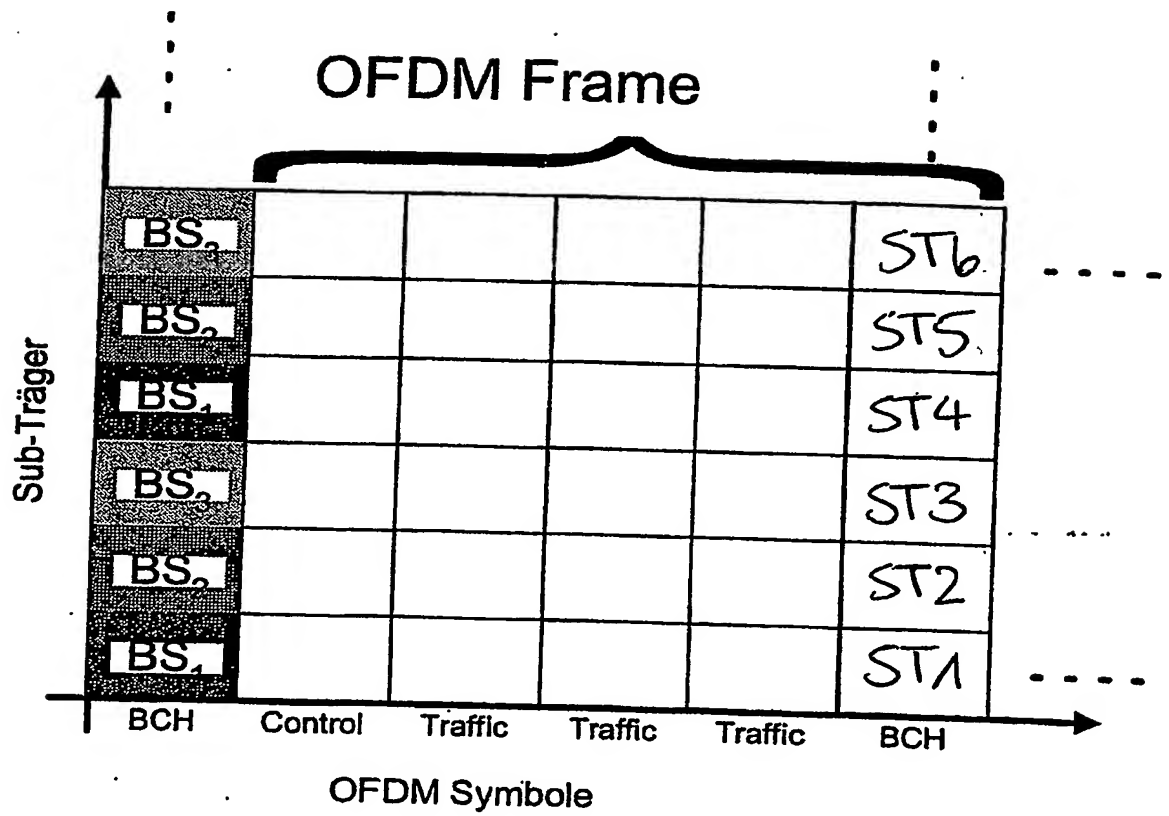 OFDM Frame
Sub-Träger
BS₃ ST6
BS₂ ST5
BS₁ ST4
BS₃ ST3
BS₂ ST2
BS₁ ST1
BCH Control Traffic Traffic Traffic BCH
OFDM Symbole